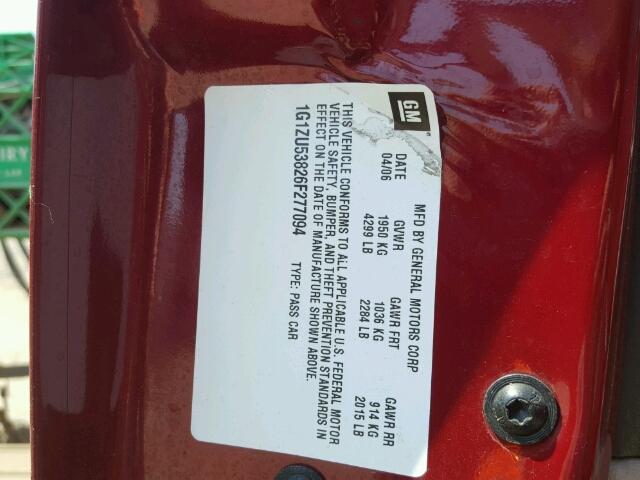 GM
MFD BY GENERAL MOTORS CORP
DATE GVWR GAWR FRT GAWR RR
04/06 1950 KG 1036 KG 914 KG
4299 LB 2284 LB 2015 LB
THIS VEHICLE CONFORMS TO ALL APPLICABLE U.S. FEDERAL MOTOR
VEHICLE SAFETY, BUMPER, AND THEFT PREVENTION STANDARDS IN
EFFECT ON THE DATE OF MANUFACTURE SHOWN ABOVE.
1G1ZU53826F277094 TYPE: PASS CAR